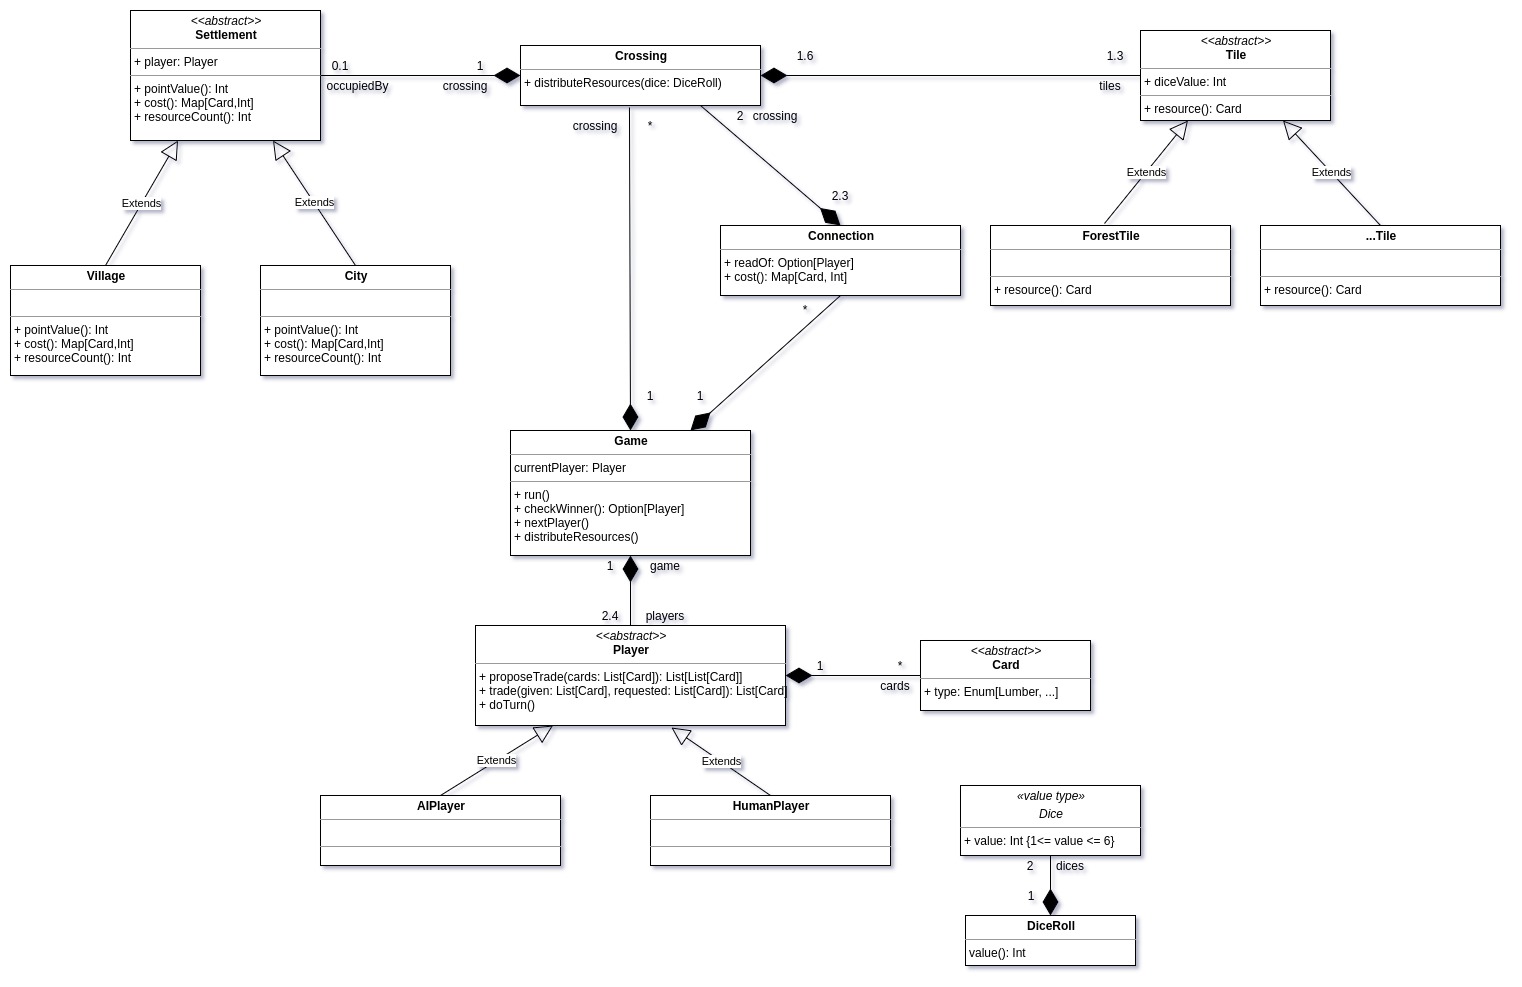 <<abstract>>
Settlement
+ player: Player
+ pointValue(): Int
+ cost(): Map[Card,Int]
+ resourceCount(): Int
0.1
occupiedBy
1
crossing
Crossing
+ distributeResources(dice: DiceRoll)
1.6
1.3
tiles
<<abstract>>
Tile
+ diceValue: Int
+ resource(): Card
crossing
*
2 crossing
2.3
Extends
Extends
Extends
Extends
Village
+ pointValue(): Int
+ cost(): Map[Card,Int]
+ resourceCount(): Int
City
+ pointValue(): Int
+ cost(): Map[Card,Int]
+ resourceCount(): Int
Connection
+ readOf: Option[Player]
+ cost(): Map[Card, Int]
ForestTile
+ resource(): Card
...Tile
+ resource(): Card
*
1
1
Game
currentPlayer: Player
+ run()
+ checkWinner(): Option[Player]
+ nextPlayer()
+ distributeResources()
1
game
2.4
players
<<abstract>>
Player
+ proposeTrade(cards: List[Card]): List[List[Card]]
+ trade(given: List[Card], requested: List[Card]): List[Card]
+ doTurn()
1
*
cards
<<abstract>>
Card
+ type: Enum[Lumber, ...]
Extends
Extends
AIPlayer
HumanPlayer
«value type»
Dice
+ value: Int {1<= value <= 6}
2
dices
1
DiceRoll
value(): Int